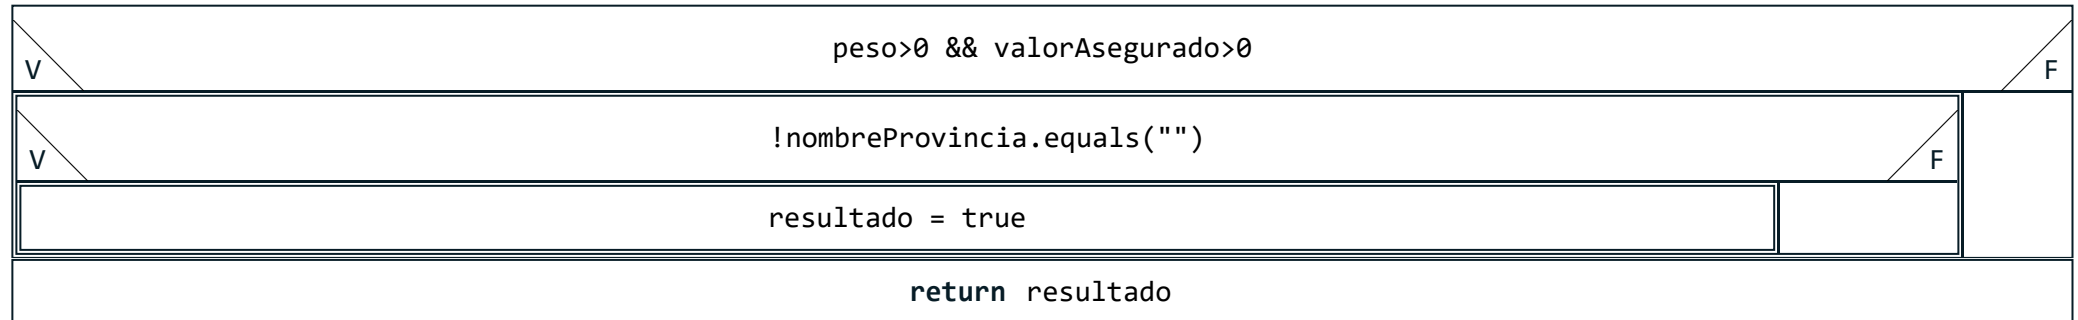 peso>0 && valorAsegurado>0
V
F
!nombreProvincia.equals("")
V
F
resultado = true
return resultado